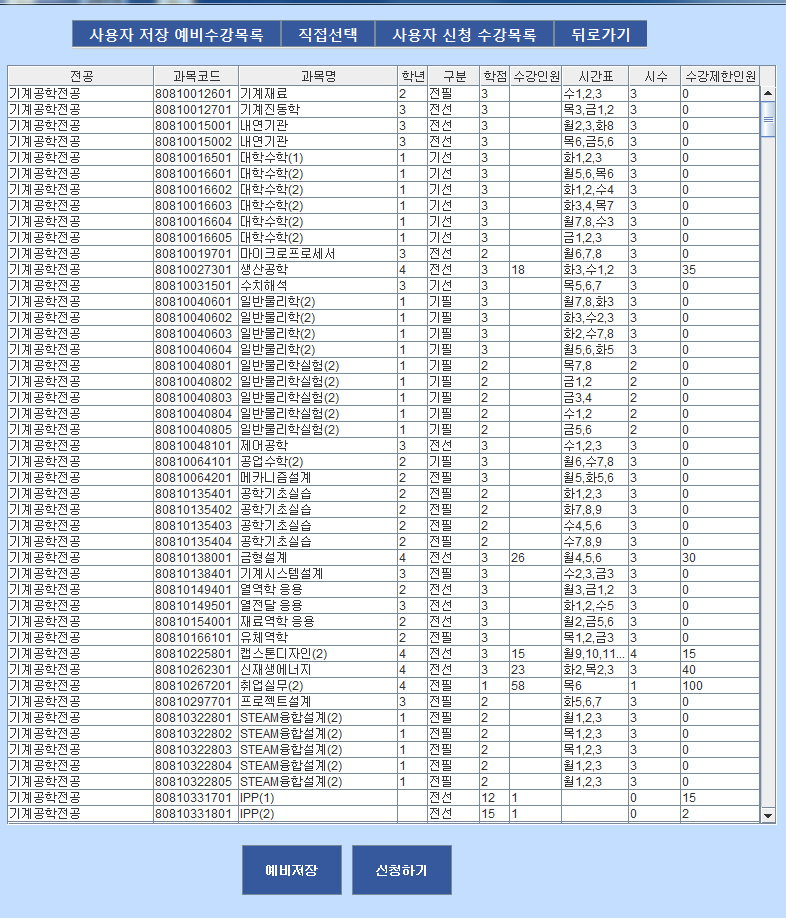 사용자 저장 예비수강목록 직접선택 사용자 신청 수강목록 뒤로가기
전공 과목코드 과목명 학년 구분 학점 수강인원 시간표 시수 수강제한인원
기계공학전공 80810012601 기계재료 2 전필 3 수1,2,3 3 0
기계공학전공 80810012701 기계진동학 3 전선 3 목3,금1,2 3 0
기계공학전공 80810015001 내연기관 3 전선 3 월2,3,화8 3 0
기계공학전공 80810015002 내연기관 3 전선 3 목6,금5,6 3 0
기계공학전공 80810016501 대학수학(1) 1 기선 3 화1,2,3 3 0
기계공학전공 80810016601 대학수학(2) 1 기선 3 월5,6,목6 3 0
기계공학전공 80810016602 대학수학(2) 1 기선 3 화1,2,수4 3 0
기계공학전공 80810016603 대학수학(2) 1 기선 3 화3,4,목7 3 0
기계공학전공 80810016604 대학수학(2) 1 기선 3 월7,8,수3 3 0
기계공학전공 80810016605 대학수학(2) 1 기선 3 금1,2,3 3 0
기계공학전공 80810019701 마이크로프로세서 3 전선 2 월6,7,8 3 0
기계공학전공 80810027301 생산공학 4 전선 3 18 화3,수1,2 3 35
기계공학전공 80810031501 수치해석 3 기선 3 목5,6,7 3 0
기계공학전공 80810040601 일반물리학(2) 1 기필 3 월7,8,화3 3 0
기계공학전공 80810040602 일반물리학(2) 1 기필 3 화3,수2,3 3 0
기계공학전공 80810040603 일반물리학(2) 1 기필 3 화2,수7,8 3 0
기계공학전공 80810040604 일반물리학(2) 1 기필 3 월5,6,화5 3 0
기계공학전공 80810040801 일반물리학실험(2) 1 기필 2 목7,8 2 0
기계공학전공 80810040802 일반물리학실험(2) 1 기필 2 금1,2 2 0
기계공학전공 80810040803 일반물리학실험(2) 1 기필 2 금3,4 2 0
기계공학전공 80810040804 일반물리학실험(2) 1 기필 2 수1,2 2 0
기계공학전공 80810040805 일반물리학실험(2) 1 기필 2 금5,6 2 0
기계공학전공 80810048101 제어공학 3 전선 3 수1,2,3 3 0
기계공학전공 80810064101 공업수학(2) 2 기필 3 월6,수7,8 3 0
기계공학전공 80810064201 메카니즘설계 2 전필 3 월5,화5,6 3 0
기계공학전공 80810135401 공학기초실습 2 전필 2 화1,2,3 3 0
기계공학전공 80810135402 공학기초실습 2 전필 2 화7,8,9 3 0
기계공학전공 80810135403 공학기초실습 2 전필 2 수4,5,6 3 0
기계공학전공 80810135404 공학기초실습 2 전필 2 수7,8,9 3 0
기계공학전공 80810138001 금형설계 4 전선 3 26 월4,5,6 3 30
기계공학전공 80810138401 기계시스템설계 3 전필 3 수2,3,금3 3 0
기계공학전공 80810149401 열역학 응용 2 전선 3 월3,금1,2 3 0
기계공학전공 80810149501 열전달 응용 3 전선 3 화1,2,수5 3 0
기계공학전공 80810154001 재료역학 응용 2 전선 3 월2,금5,6 3 0
기계공학전공 80810166101 유체역학 2 전필 3 목1,2,금3 3 0
기계공학전공 80810225801 캡스톤디자인(2) 4 전선 3 15 월9,10,11... 4 15
기계공학전공 80810262301 신재생에너지 4 전선 3 23 화2,목2,3 3 40
기계공학전공 80810267201 취업실무(2) 4 전필 1 58 목6 1 100
기계공학전공 80810297701 프로젝트설계 3 전필 2 화5,6,7 3 0
기계공학전공 80810322801 STEAM융합설계(2) 1 전필 2 월1,2,3 3 0
기계공학전공 80810322802 STEAM융합설계(2) 1 전필 2 목1,2,3 3 0
기계공학전공 80810322803 STEAM융합설계(2) 1 전필 2 목1,2,3 3 0
기계공학전공 80810322804 STEAM융합설계(2) 1 전필 2 월1,2,3 3 0
기계공학전공 80810322805 STEAM융합설계(2) 1 전필 2 월1,2,3 3 0
기계공학전공 80810331701 IPP(1) 전선 12 1 0 15
기계공학전공 80810331801 IPP(2) 전선 15 1 0 2
예비저장 신청하기